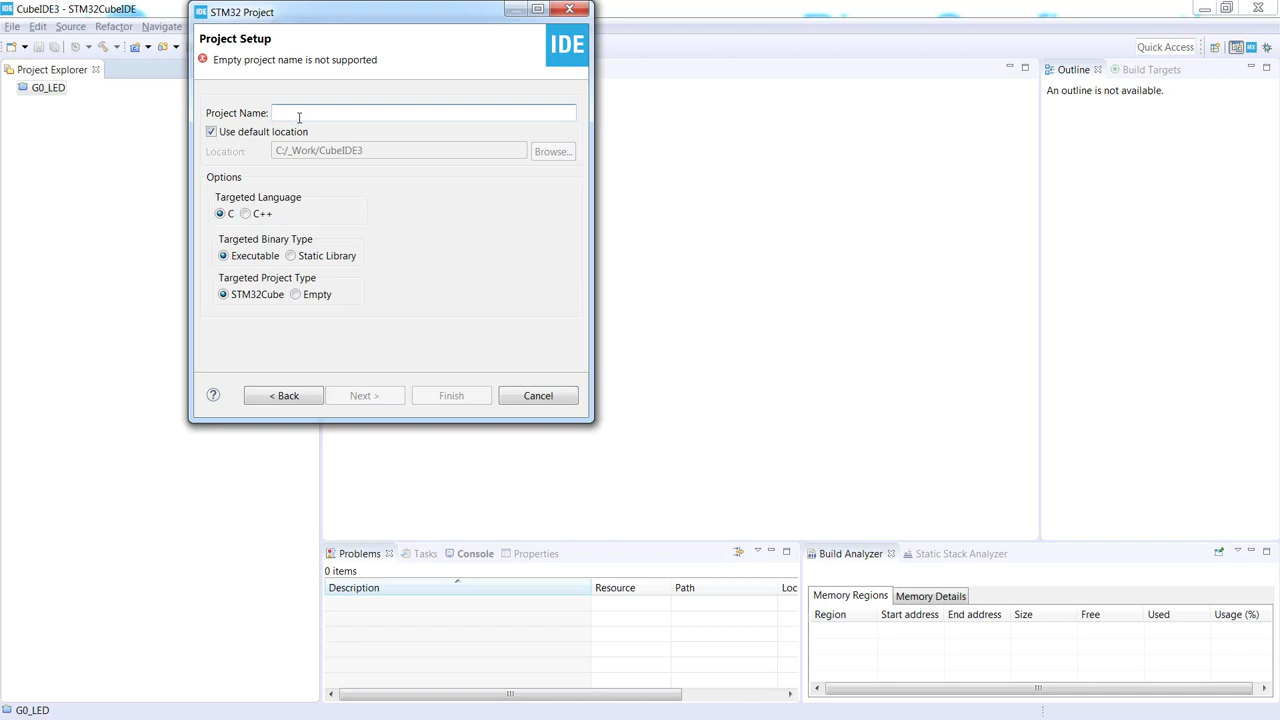 IDE CubeIDE3 - STM32CubeIDE
File Edit Source Refactor Navigate
Quick Access
MX
Project Explorer
G0_LED
IDE STM32 Project
Project Setup
Empty project name is not supported
IDE
Project Name:
Use default location
Location: C:/_Work/CubeIDE3 Browse...
Options
Targeted Language
C C++
Targeted Binary Type
Executable Static Library
Targeted Project Type
STM32Cube Empty
? < Back Next > Finish Cancel
Outline Build Targets
An outline is not available.
Problems Tasks Console Properties
0 items
Description Resource Path Loc
Build Analyzer Static Stack Analyzer
Memory Regions Memory Details
Region Start address End address Size Free Used Usage (%)
G0_LED